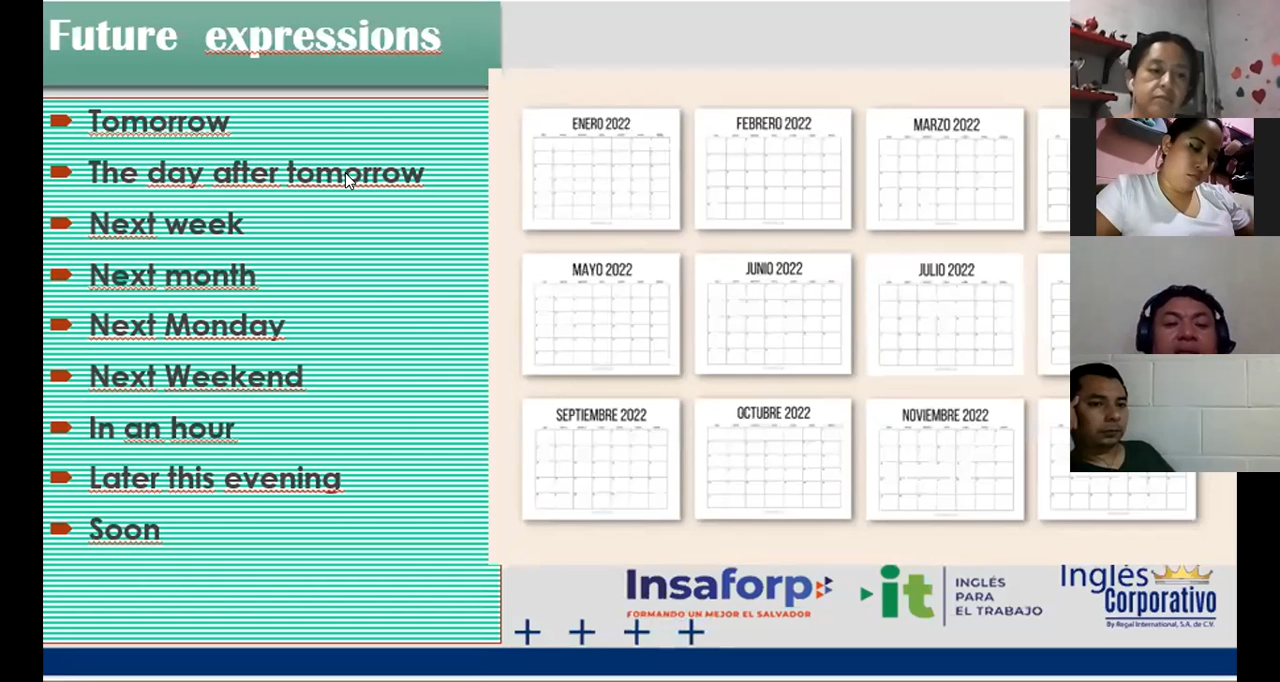 Future expressions
Tomorrow
The day after tomorrow
Next week
Next month
Next Monday
Next Weekend
In an hour
Later this evening
Soon
ENERO 2022
FEBRERO 2022
MARZO 2022
MAYO 2022
JUNIO 2022
JULIO 2022
SEPTIEMBRE 2022
OCTUBRE 2022
NOVIEMBRE 2022
Insaforp
FORMANDO UN MEJOR EL SALVADOR
it
INGLÉS
PARA
EL TRABAJO
Inglés
Corporativo
By Regal International, S.A. de C.V.